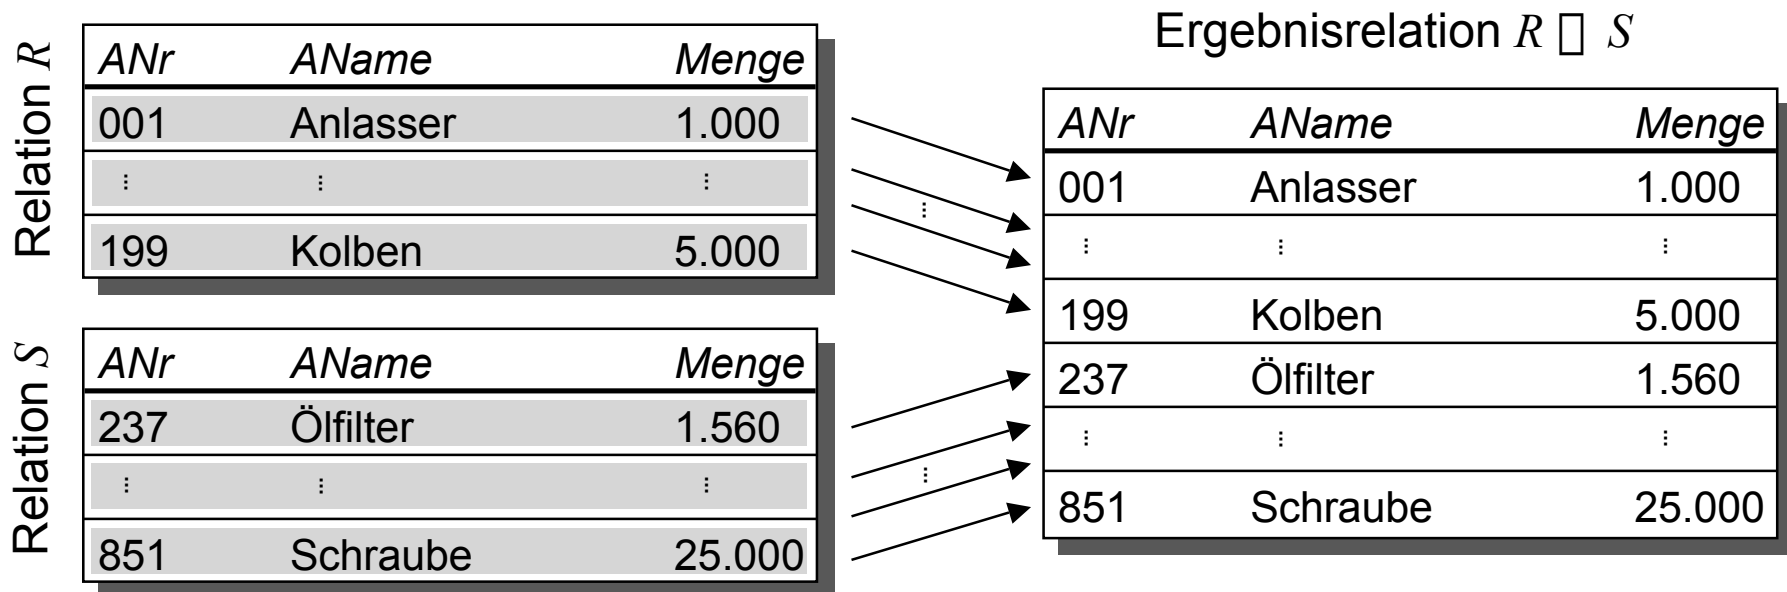 Relation R
ANr AName Menge
001 Anlasser 1.000
⋮ ⋮ ⋮
199 Kolben 5.000
Relation S
ANr AName Menge
237 Ölfilter 1.560
⋮ ⋮ ⋮
851 Schraube 25.000
⋮
⋮
Ergebnisrelation R ▯ S
ANr AName Menge
001 Anlasser 1.000
⋮ ⋮ ⋮
199 Kolben 5.000
237 Ölfilter 1.560
⋮ ⋮ ⋮
851 Schraube 25.000